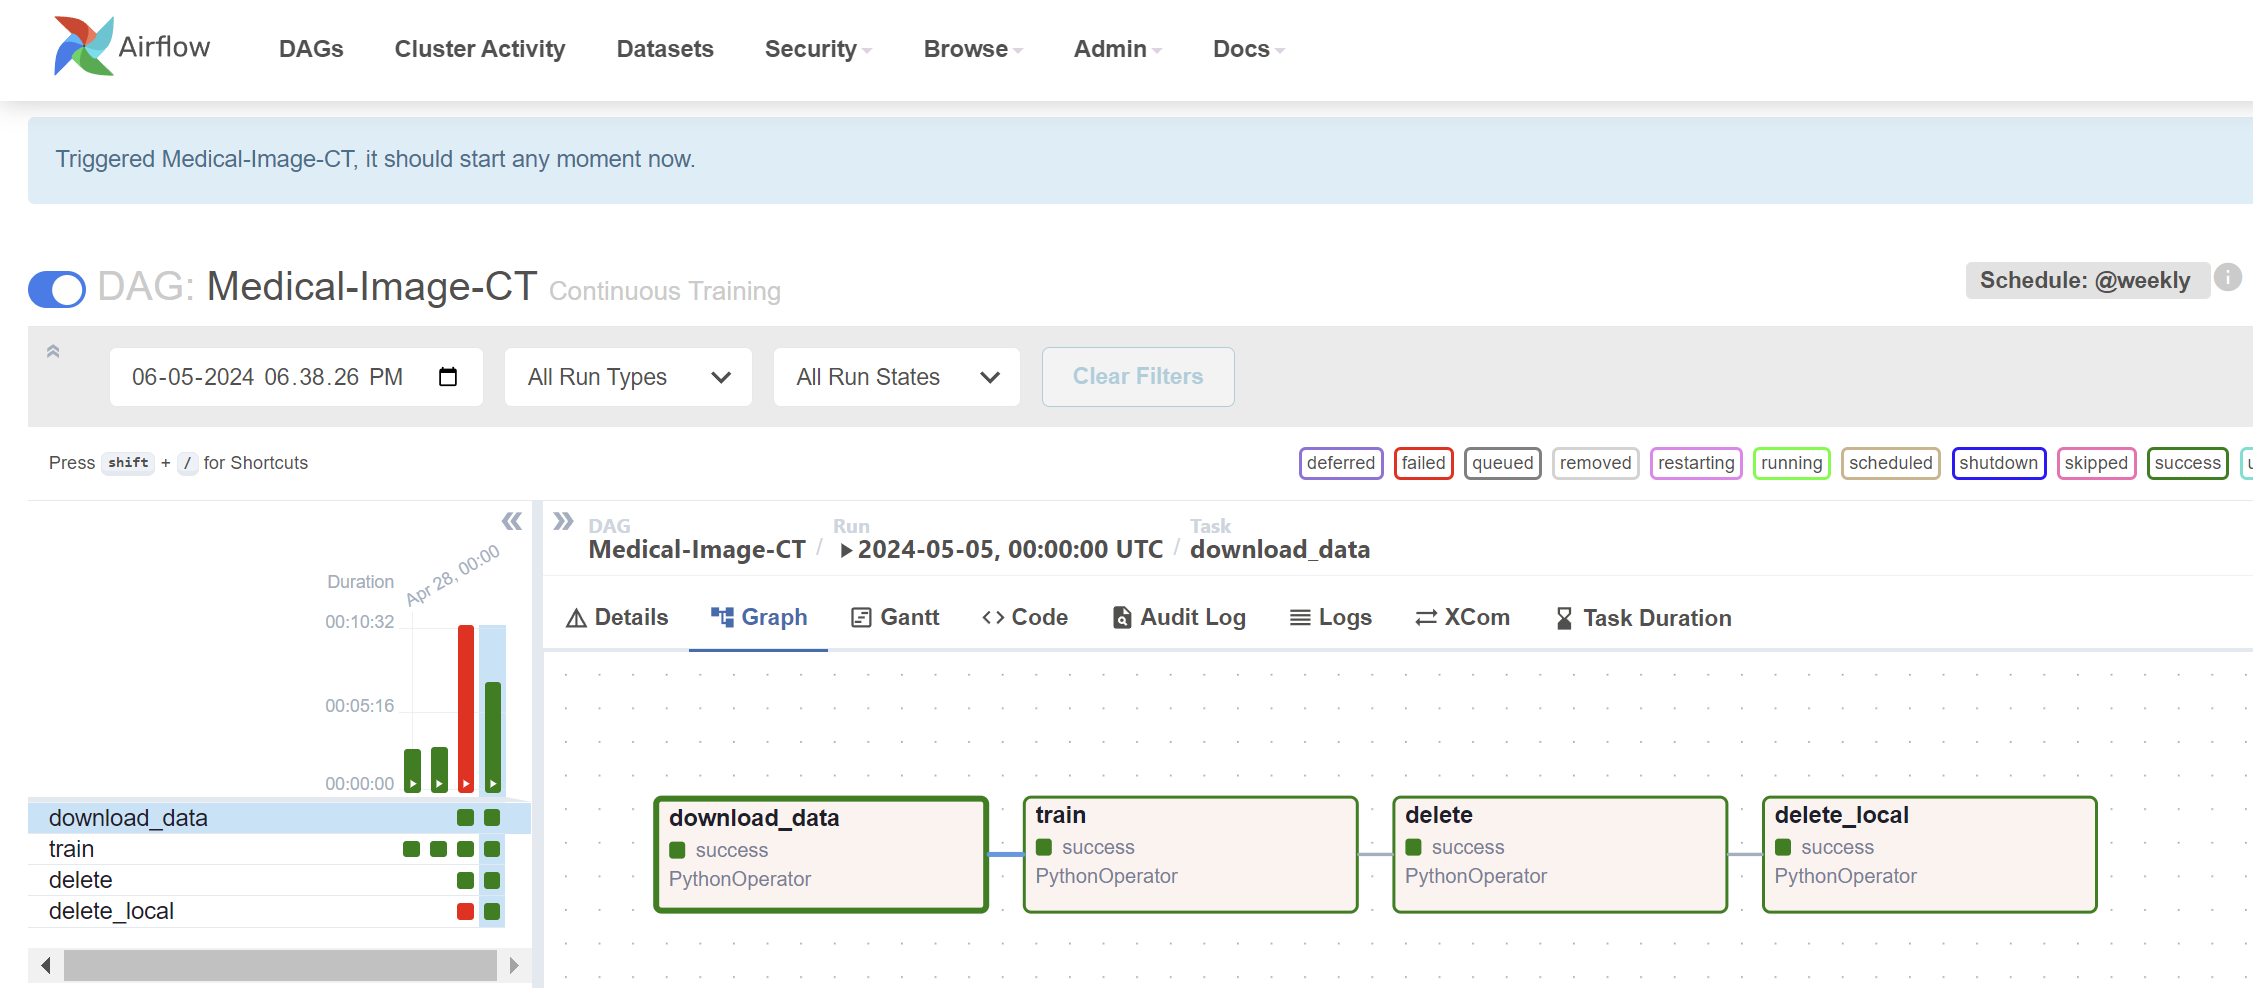 Airflow DAGs Cluster Activity Datasets Security Browse Admin Docs
Triggered Medical-Image-CT, it should start any moment now.
DAG: Medical-Image-CT Continuous Training
Schedule: @weekly
06-05-2024 06.38.26 PM All Run Types All Run States Clear Filters
Press shift + / for Shortcuts
deferred failed queued removed restarting running scheduled shutdown skipped success
Duration
Apr 28, 00:00
00:10:32
00:05:16
00:00:00
download_data
train
delete
delete_local
DAG Run Task
Medical-Image-CT / 2024-05-05, 00:00:00 UTC / download_data
Details Graph Gantt Code Audit Log Logs XCom Task Duration
download_data
success
PythonOperator
train
success
PythonOperator
delete
success
PythonOperator
delete_local
success
PythonOperator